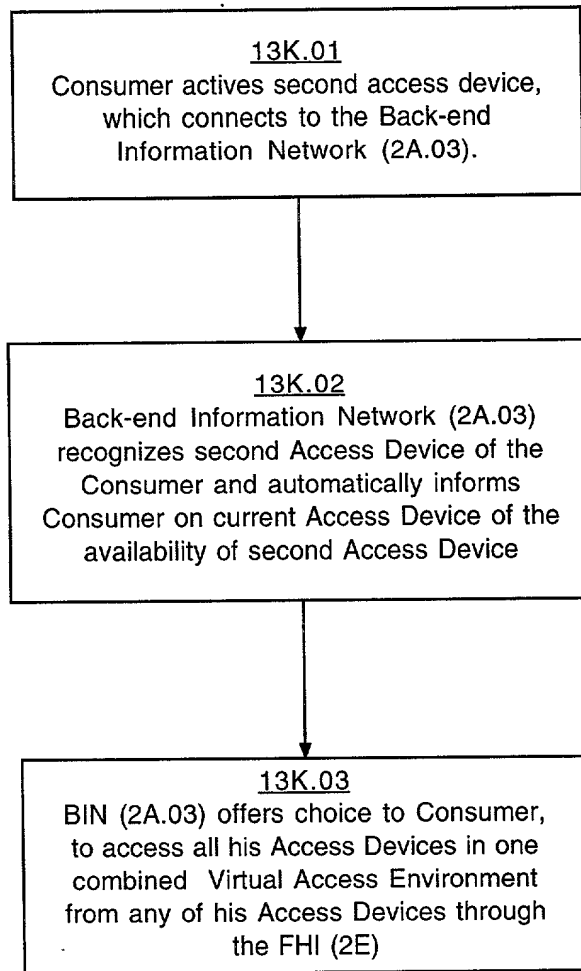 13K.01
Consumer actives second access device,
which connects to the Back-end
Information Network (2A.03).
13K.02
Back-end Information Network (2A.03)
recognizes second Access Device of the
Consumer and automatically informs
Consumer on current Access Device of the
availability of second Access Device
13K.03
BIN (2A.03) offers choice to Consumer,
to access all his Access Devices in one
combined Virtual Access Environment
from any of his Access Devices through
the FHI (2E)